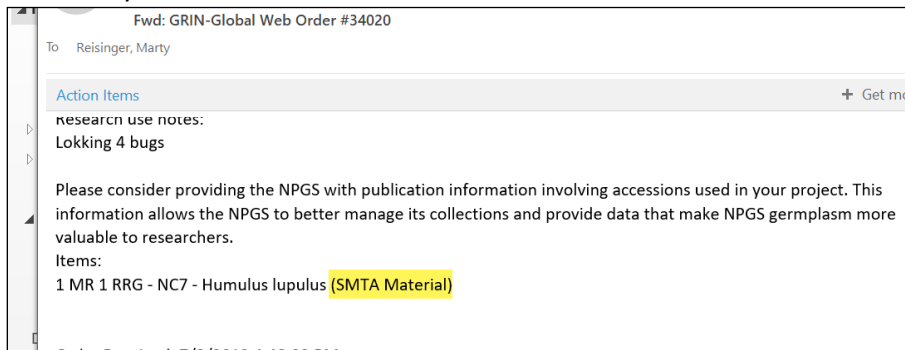 Fwd: GRIN-Global Web Order #34020
To Reisinger, Marty
Action Items + Get mo
Research use notes:
Lokking 4 bugs
Please consider providing the NPGS with publication information involving accessions used in your project. This
information allows the NPGS to better manage its collections and provide data that make NPGS germplasm more
valuable to researchers.
Items:
1 MR 1 RRG - NC7 - Humulus lupulus (SMTA Material)